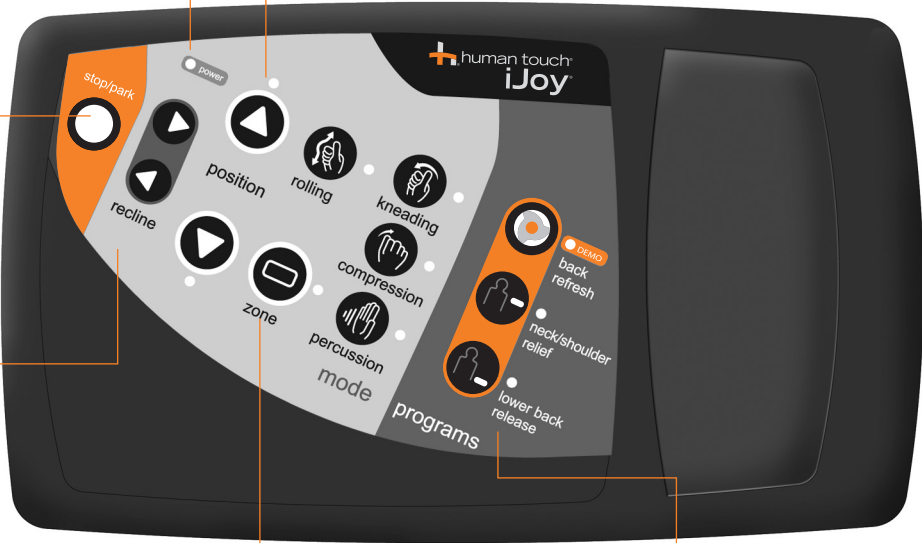 human touch®
iJoy®
stop/park
power
position
recline
rolling
kneading
compression
percussion
zone
mode
DEMO
back
refresh
neck/shoulder
relief
lower back
release
programs